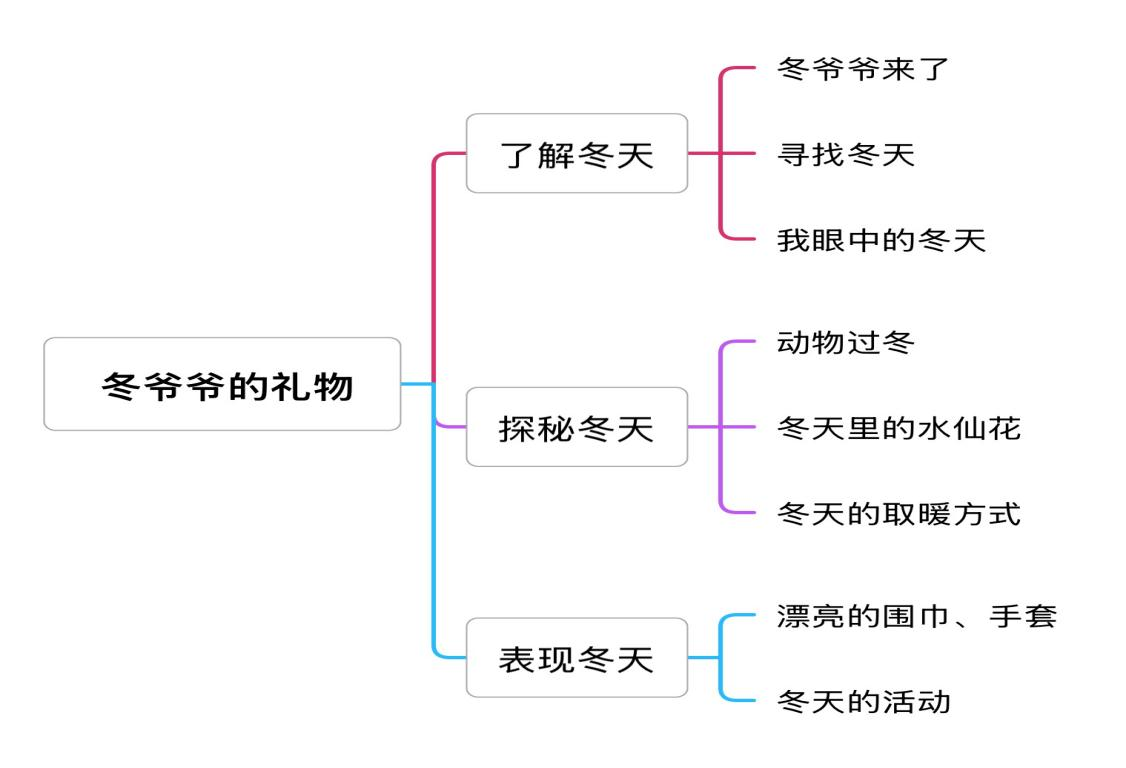 冬爷爷的礼物
了解冬天
冬爷爷来了
寻找冬天
我眼中的冬天
探秘冬天
动物过冬
冬天里的水仙花
冬天的取暖方式
表现冬天
漂亮的围巾、手套
冬天的活动